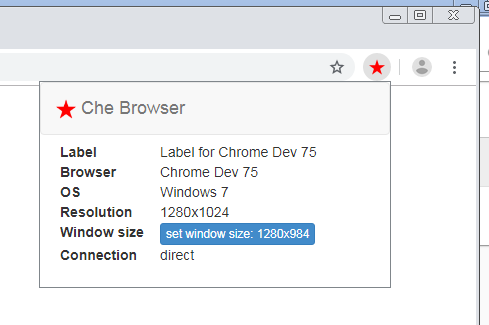 Che Browser
Label Label for Chrome Dev 75
Browser Chrome Dev 75
OS Windows 7
Resolution 1280x1024
Window size set window size: 1280x984
Connection direct